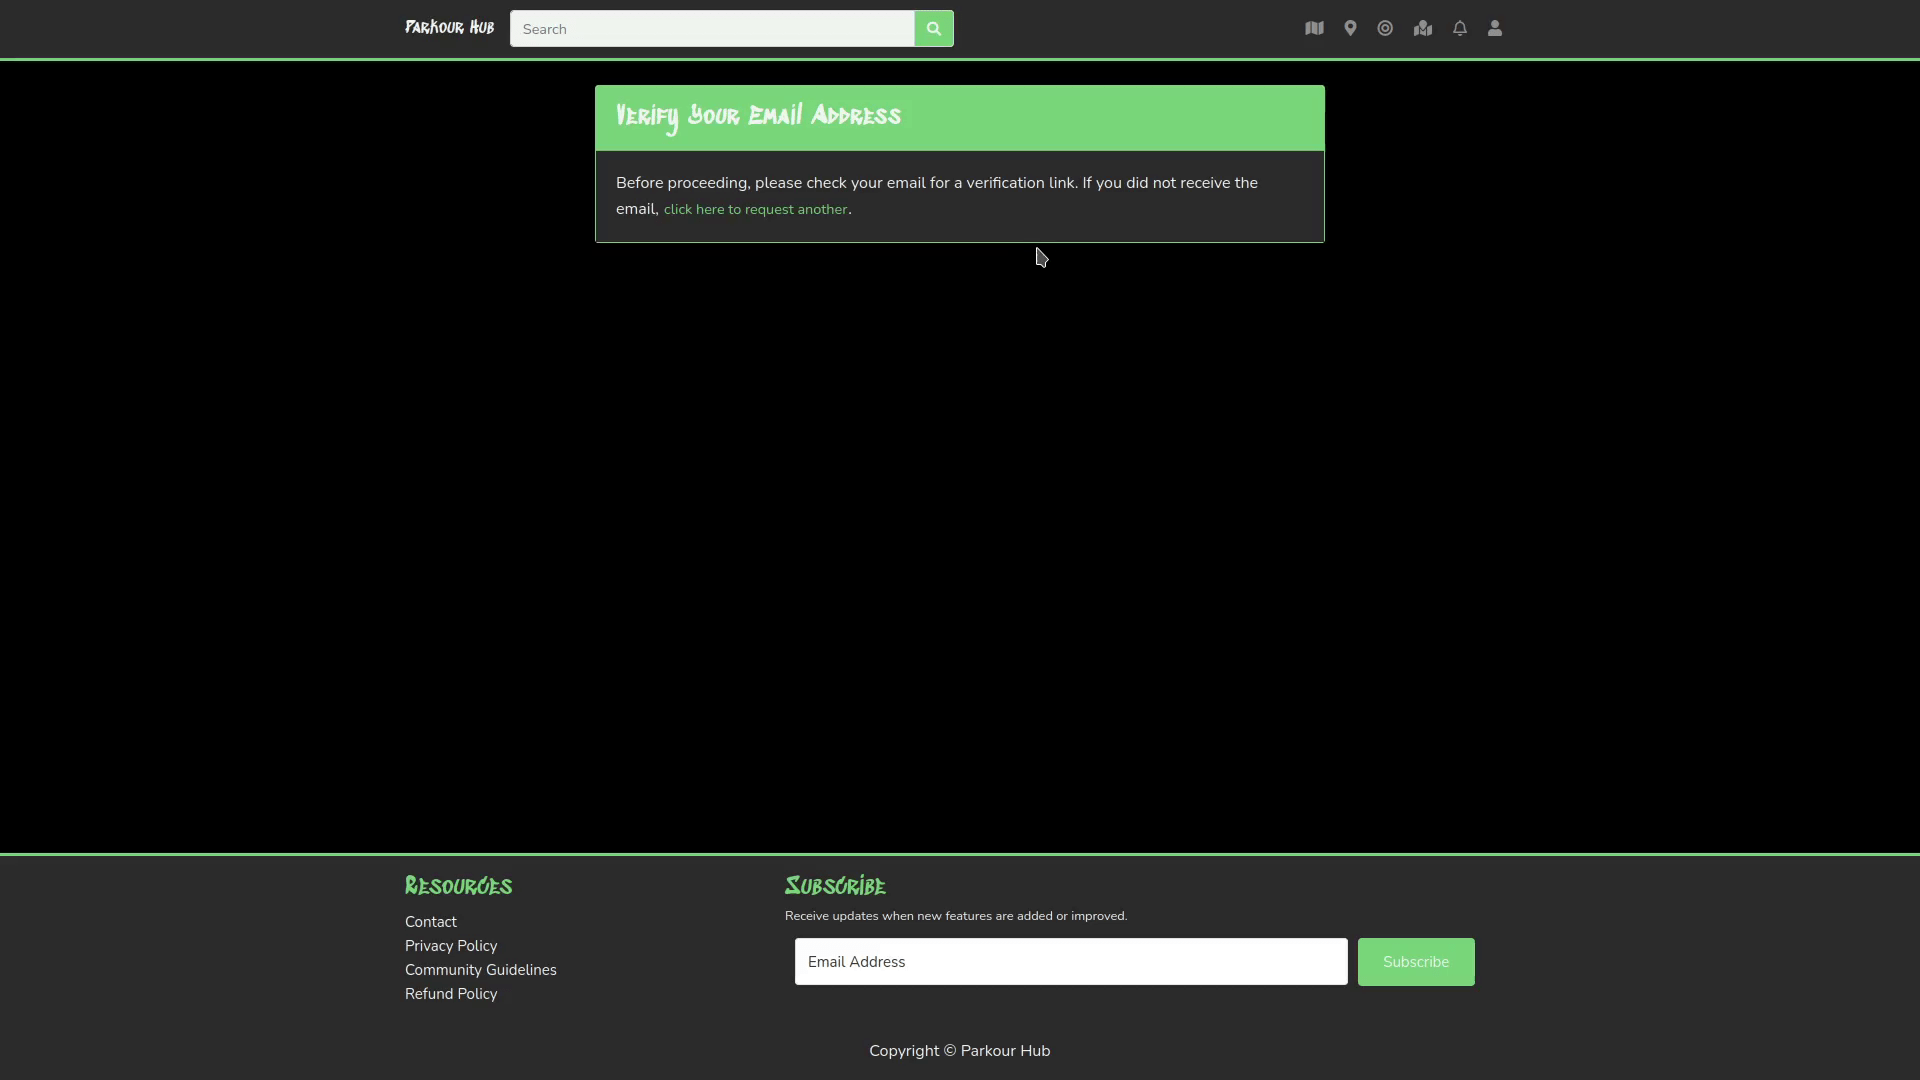 Parkour Hub
Search
Verify Your Email Address
Before proceeding, please check your email for a verification link. If you did not receive the
email, click here to request another.
Resources
Contact
Privacy Policy
Community Guidelines
Refund Policy
Subscribe
Receive updates when new features are added or improved.
Email Address
Subscribe
Copyright © Parkour Hub